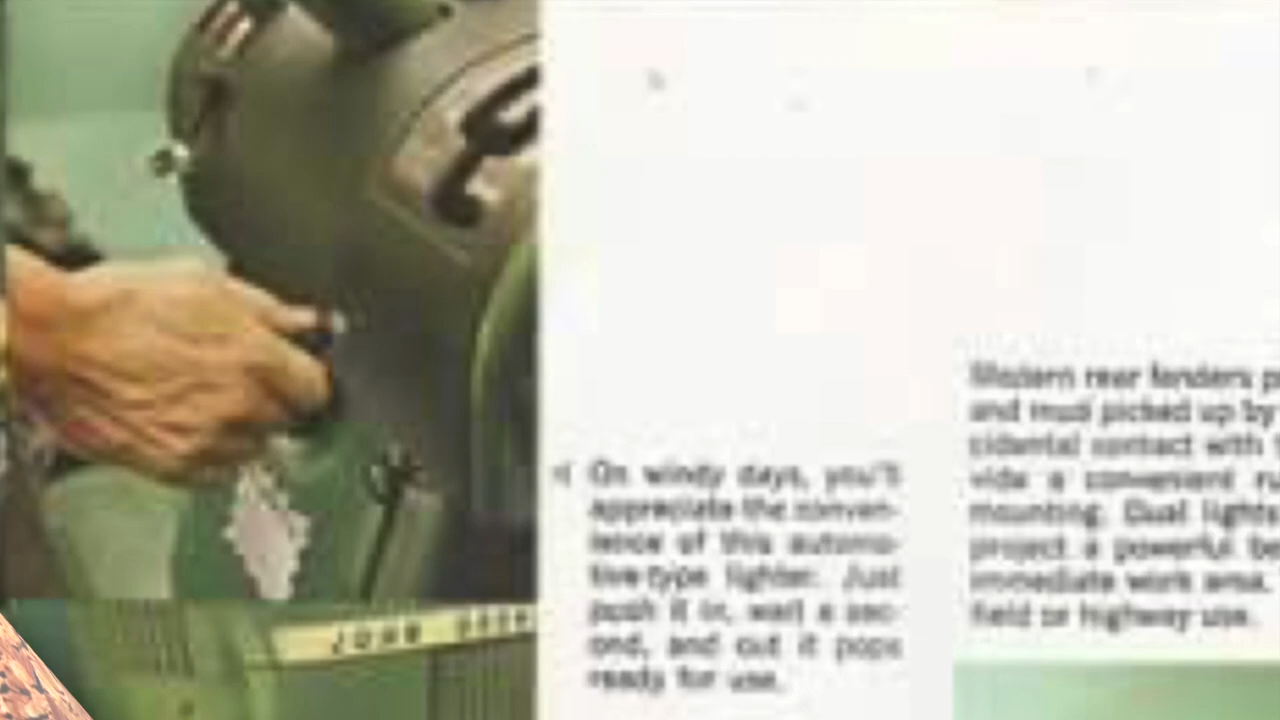 On windy days, you'll
appreciate the conven-
ience of this automo-
tive-type lighter. Just
push it in, wait a sec-
ond, and out it pops
ready for use.
Modern rear fenders
and mud picked up by
cidental contact with
vide a convenient
mounting. Dual lights
project a powerful
immediate work area.
field or highway use.
JOHN